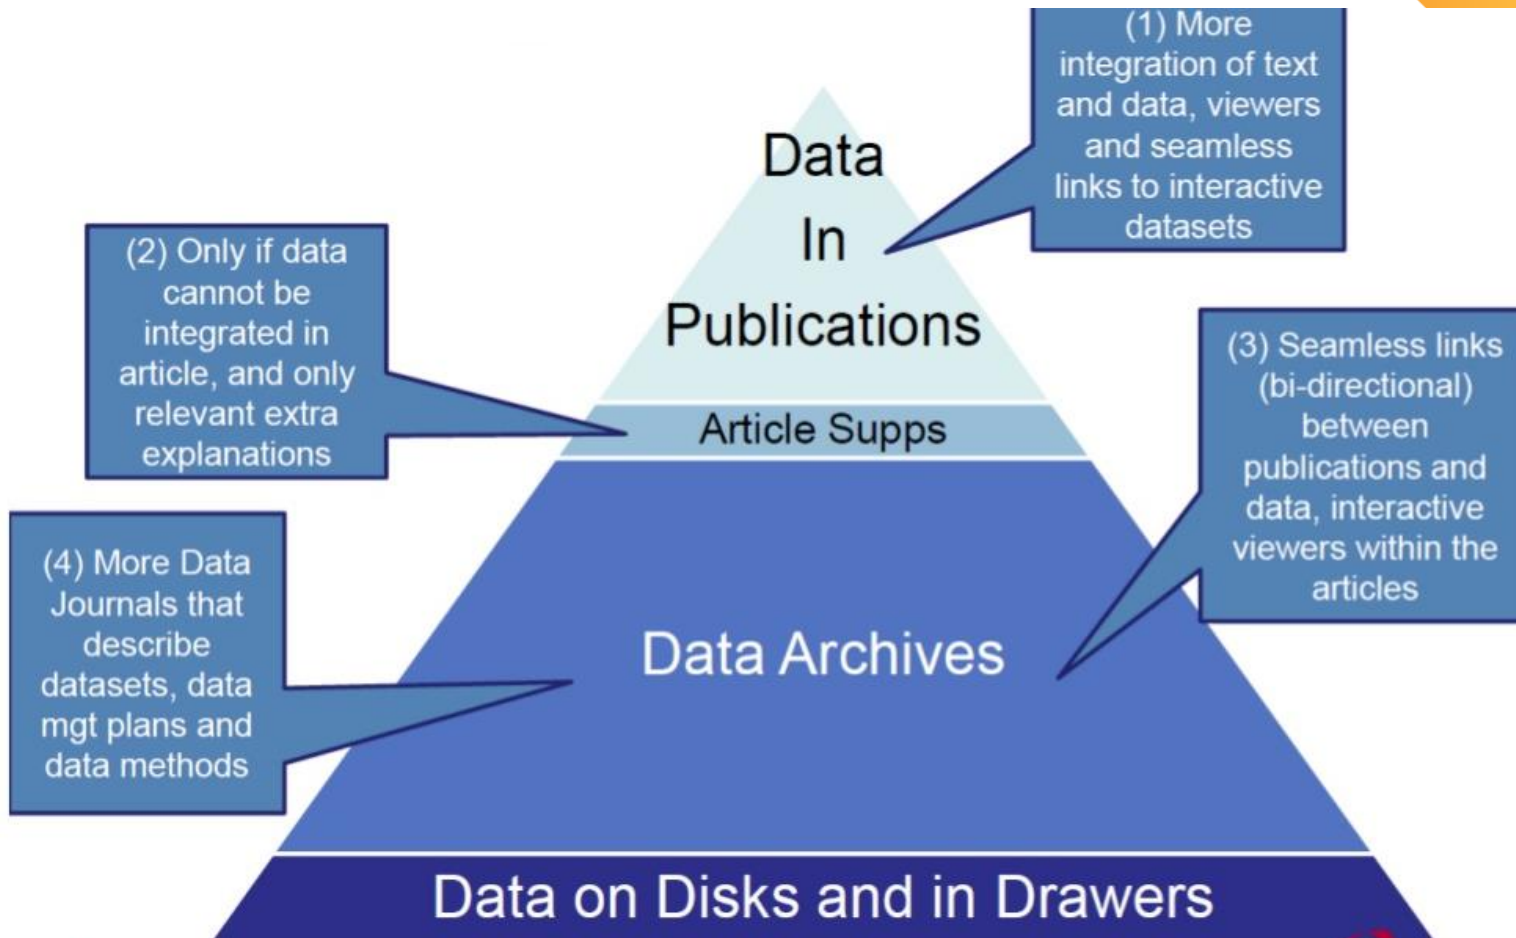 (1) More
integration of text
and data, viewers
and seamless
links to interactive
datasets
Data
In
Publications
(2) Only if data
cannot be
integrated in
article, and only
relevant extra
explanations
(3) Seamless links
(bi-directional)
between
publications and
data, interactive
viewers within the
articles
Article Supps
(4) More Data
Journals that
describe
datasets, data
mgt plans and
data methods
Data Archives
Data on Disks and in Drawers